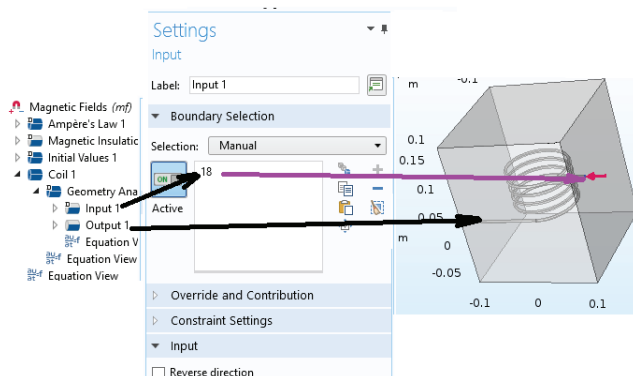 Settings
Input
Label: Input 1
Boundary Selection
Selection: Manual
ON
18
Active
Override and Contribution
Constraint Settings
Input
Reverse direction
Magnetic Fields (mf)
Ampère's Law 1
Magnetic Insulatic
Initial Values 1
Coil 1
Geometry Ana
Input 1
Output 1
Equation V
Equation View
Equation View
m
-0.1
0.1
0.15
0.1
0.05
m
0
-0.05
-0.1
0
0.1